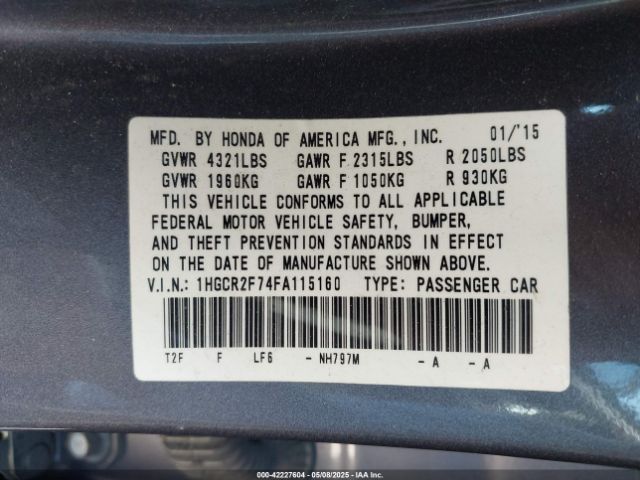 MFD. BY HONDA OF AMERICA MFG., INC. 01/'15
GVWR 4321LBS GAWR F 2315LBS R 2050LBS
GVWR 1960KG GAWR F 1050KG R 930KG
THIS VEHICLE CONFORMS TO ALL APPLICABLE
FEDERAL MOTOR VEHICLE SAFETY, BUMPER,
AND THEFT PREVENTION STANDARDS IN EFFECT
ON THE DATE OF MANUFACTURE SHOWN ABOVE.
V.I.N.: 1HGCR2F74FA115160 TYPE: PASSENGER CAR
T2F F LF6 - NH797M - A - A
000-42227604 | 05/08/2025 | IAA Inc.